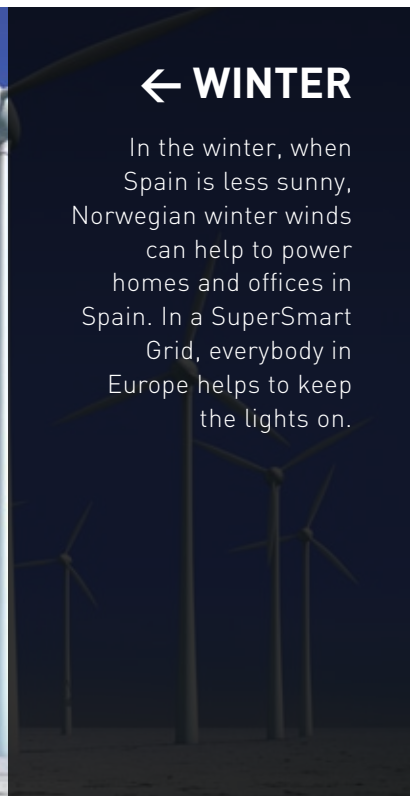 ← WINTER
In the winter, when
Spain is less sunny,
Norwegian winter winds
can help to power
homes and offices in
Spain. In a SuperSmart
Grid, everybody in
Europe helps to keep
the lights on.